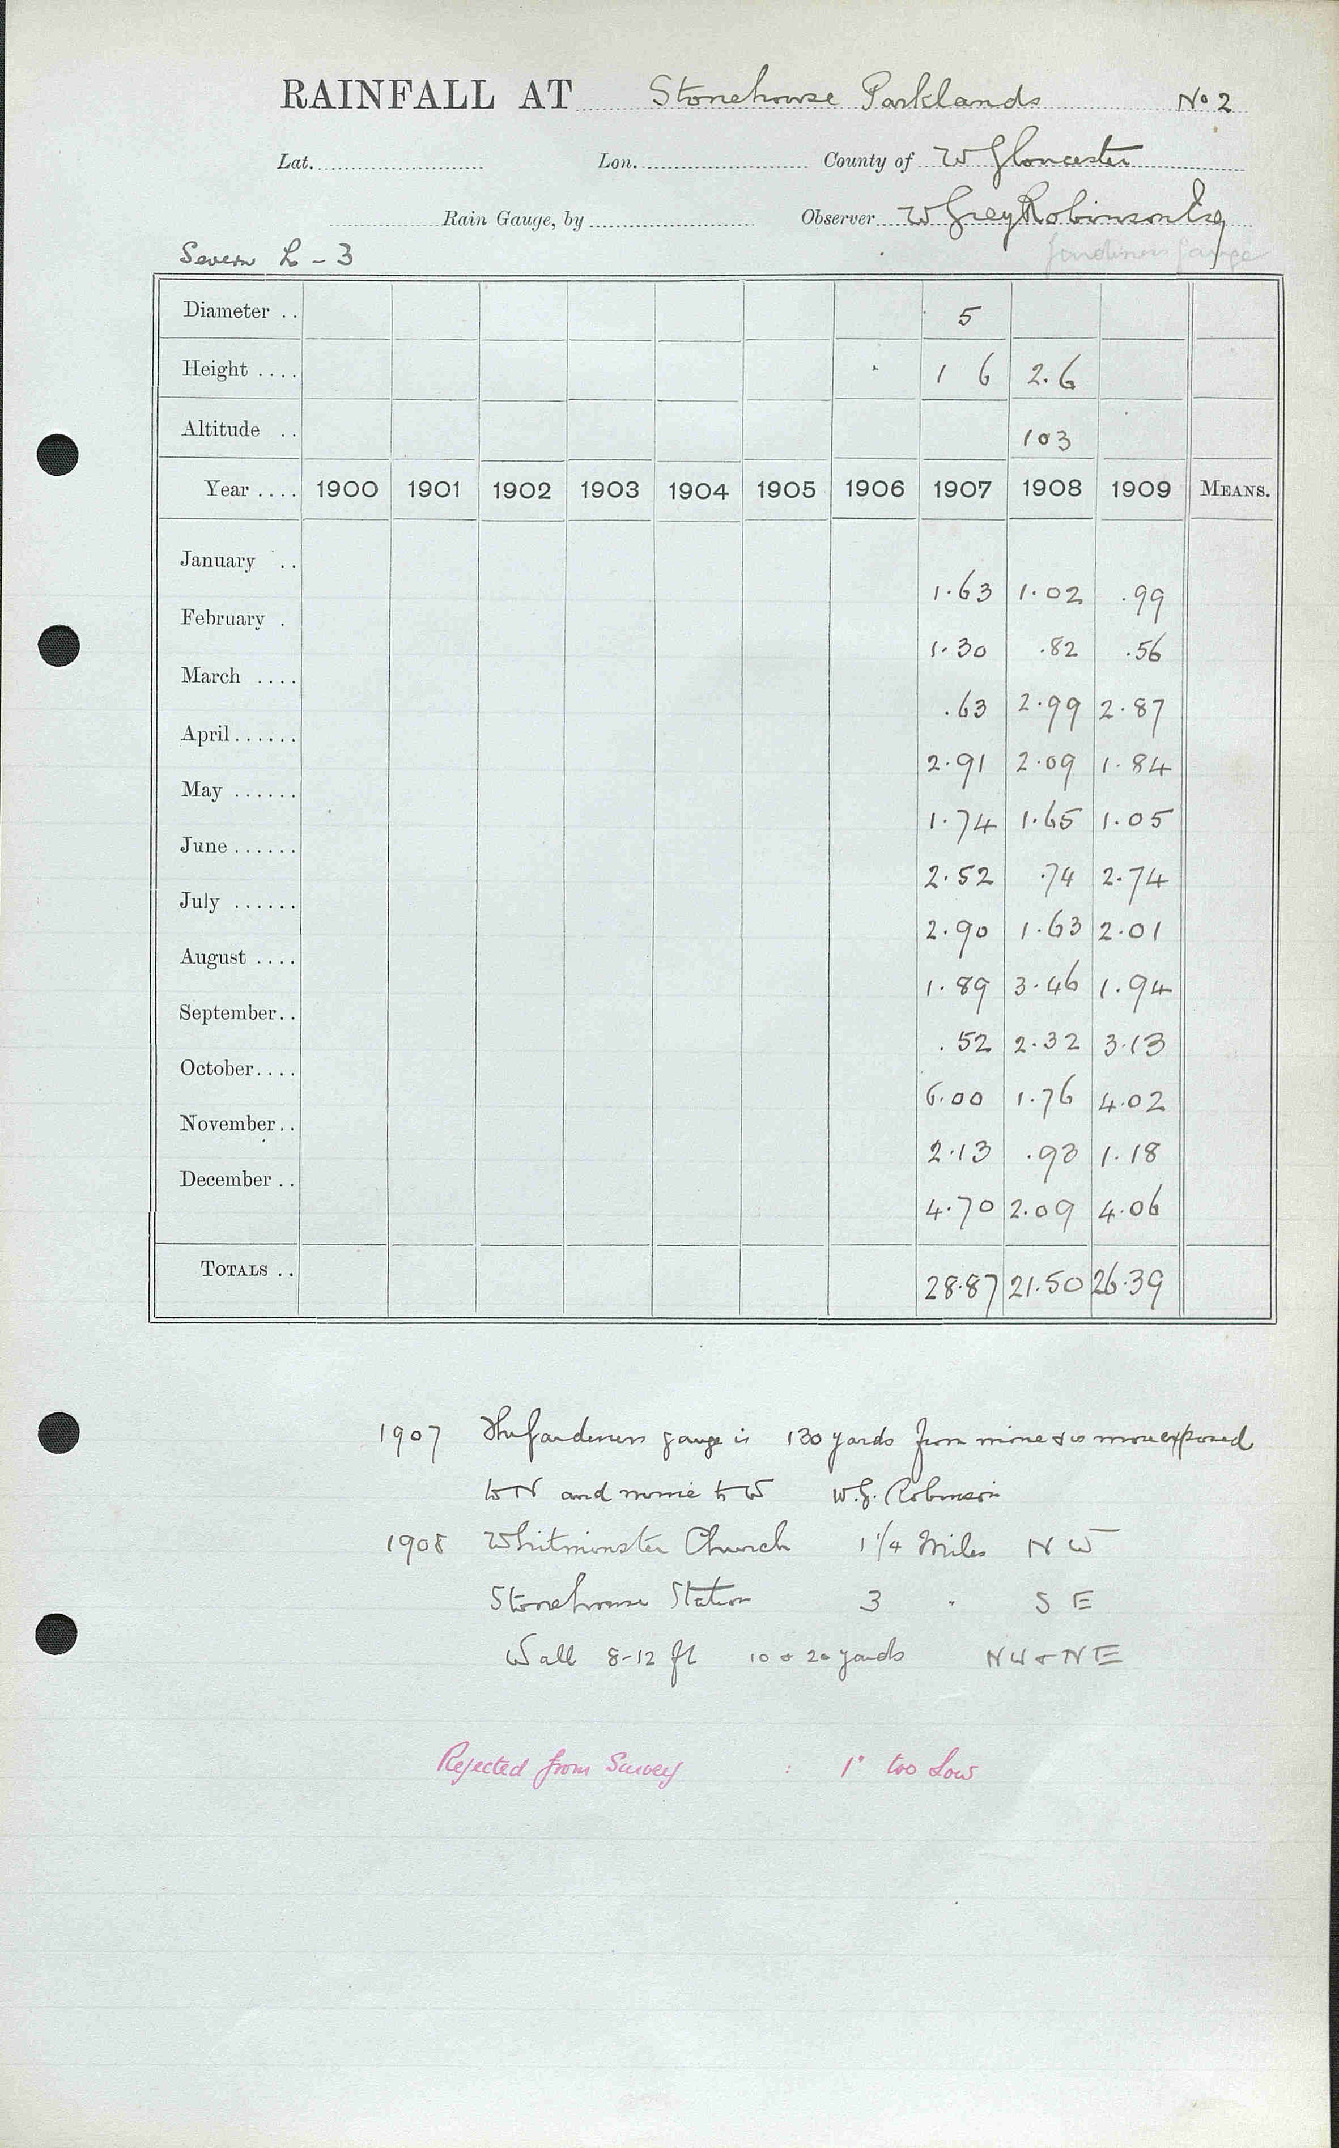 RAINFALL AT Stonehouse Parklands No 2
Lat. Lon. County of W Gloucester
Rain Gauge, by Observer W Grey Robinson Esq
Severn L - 3 Gardiners gauge
Diameter .. 5
Height .... 1 6 2.6
Altitude .. 103
Year .... 1900 1901 1902 1903 1904 1905 1906 1907 1908 1909 MEANS.
January .. 1.63 1.02 .99
February . 1.30 .82 .56
March .... .63 2.99 2.87
April...... 2.91 2.09 1.84
May ...... 1.74 1.65 1.05
June ...... 2.52 .74 2.74
July ...... 2.90 1.63 2.01
August .... 1.89 3.46 1.94
September.. .52 2.32 3.13
October.... 6.00 1.76 4.02
November.. 2.13 .93 1.18
December .. 4.70 2.09 4.06
TOTALS .. 28.87 21.50 26.39
1907 The gardeners gauge is 130 yards from mine & is more exposed
to N and mine to W W.G. Robinson
1908 Whitminster Church 1 1/4 Miles N W
Stonehouse Station 3 " S E
Wall 8-12 ft 10 & 20 yards NW & NE
Rejected from Survey : 1" too Low